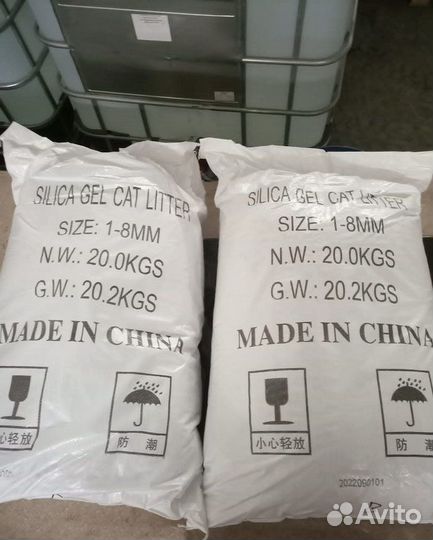 SILICA GEL CAT LITTER
SIZE: 1-8MM
N.W.: 20.0KGS
G.W.: 20.2KGS
MADE IN CHINA
心轻放
防潮
SILICA GEL CAT LITTER
SIZE: 1-8MM
N.W.: 20.0KGS
G.W.: 20.2KGS
MADE IN CHINA
小心轻放
防潮
2022090101
Avito